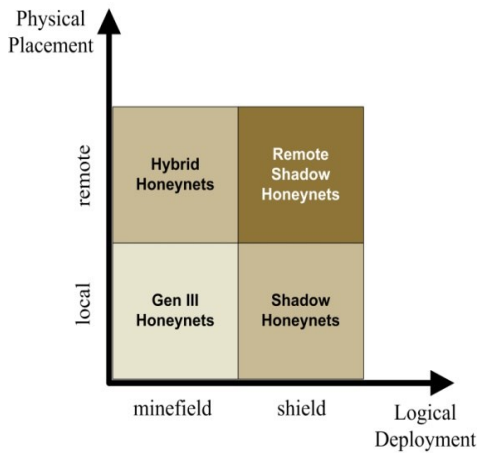 Physical
Placement
remote
Hybrid
Honeynets
Remote
Shadow
Honeynets
local
Gen III
Honeynets
Shadow
Honeynets
minefield
shield
Logical
Deployment